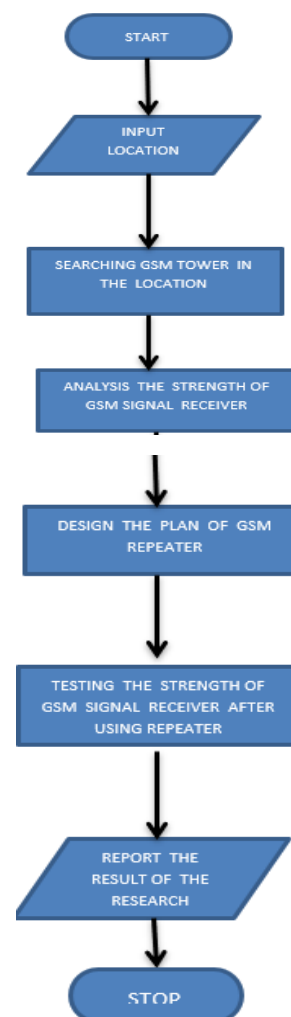 START
INPUT
LOCATION
SEARCHING GSM TOWER IN
THE LOCATION
ANALYSIS THE STRENGTH OF
GSM SIGNAL RECEIVER
DESIGN THE PLAN OF GSM
REPEATER
TESTING THE STRENGTH OF
GSM SIGNAL RECEIVER AFTER
USING REPEATER
REPORT THE
RESULT OF THE
RESEARCH
STOP